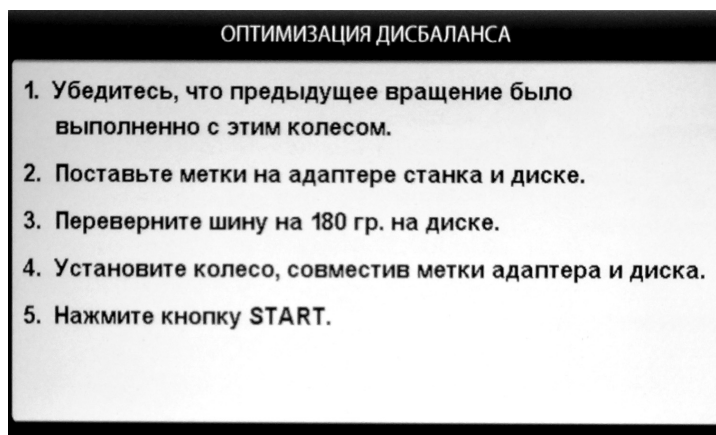 ОПТИМИЗАЦИЯ ДИСБАЛАНСА
1. Убедитесь, что предыдущее вращение было
выполненно с этим колесом.
2. Поставьте метки на адаптере станка и диске.
3. Переверните шину на 180 гр. на диске.
4. Установите колесо, совместив метки адаптера и диска.
5. Нажмите кнопку START.